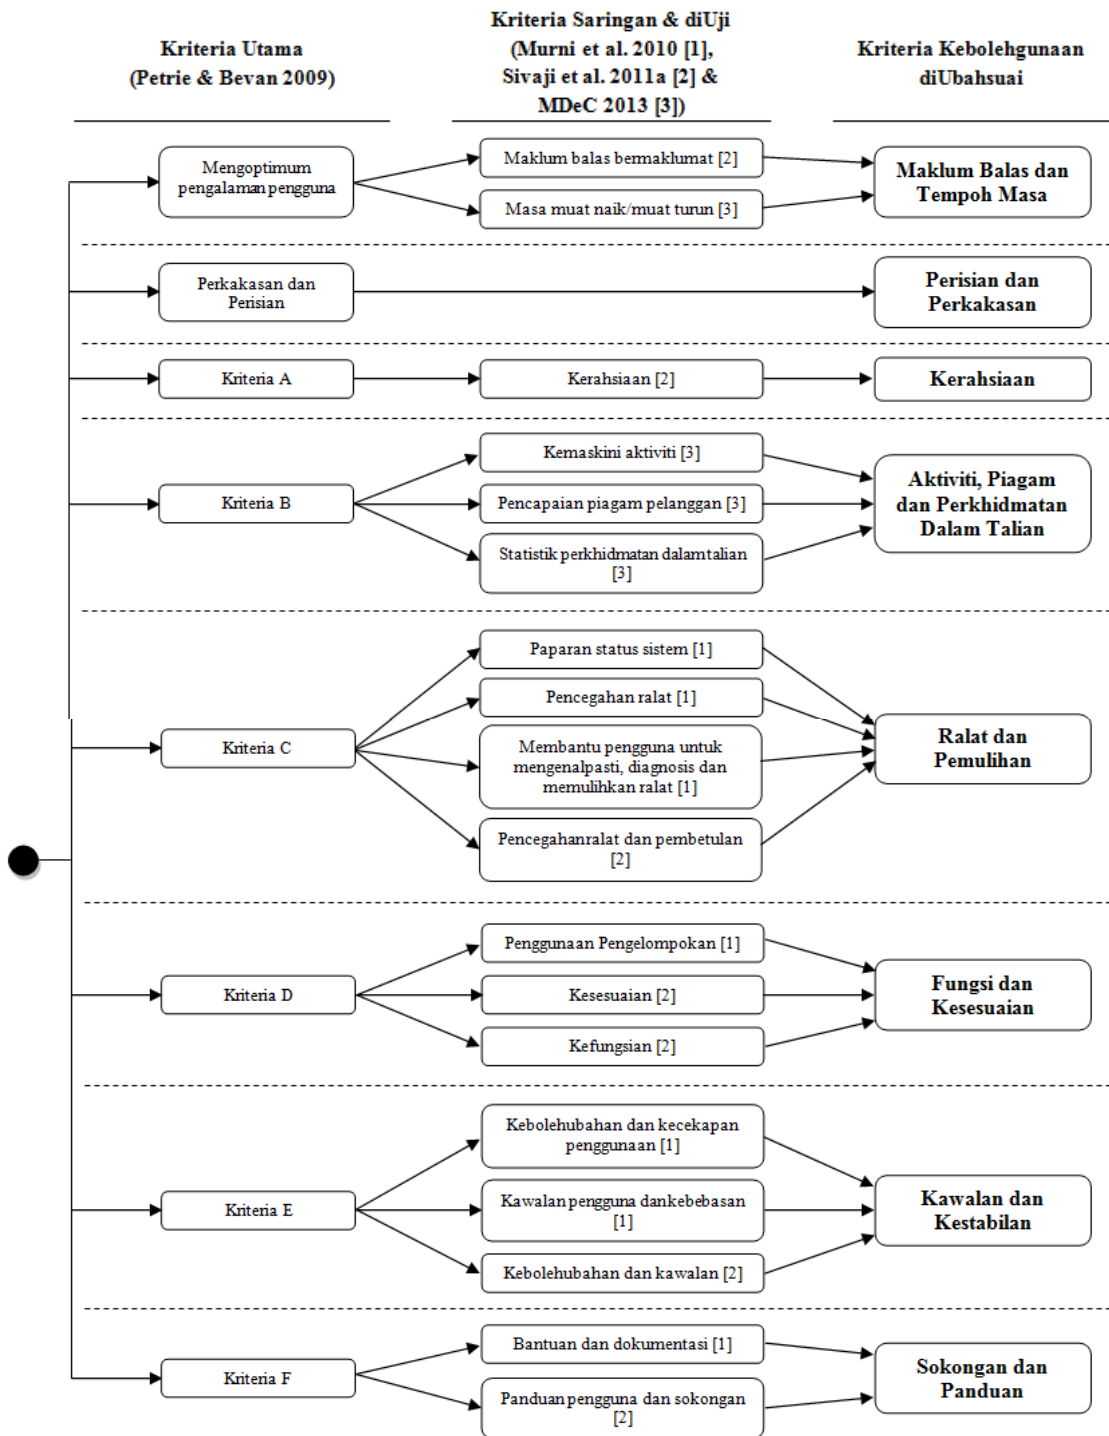 Kriteria Utama
(Petrie & Bevan 2009)
Kriteria Saringan & diUji
(Murni et al. 2010 [1],
Sivaji et al. 2011a [2] &
MDeC 2013 [3])
Kriteria Kebolehgunaan
diUbahsuai
Mengoptimum
pengalaman pengguna
Maklum balas bermaklumat [2]
Masa muat naik/muat turun [3]
Maklum Balas dan
Tempoh Masa
Perkakasan dan
Perisian
Perisian dan
Perkakasan
Kriteria A
Kerahsiaan [2]
Kerahsiaan
Kriteria B
Kemaskini aktiviti [3]
Pencapaian piagam pelanggan [3]
Statistik perkhidmatan dalamtalian
[3]
Aktiviti, Piagam
dan Perkhidmatan
Dalam Talian
Kriteria C
Paparan status sistem [1]
Pencegahan ralat [1]
Membantu pengguna untuk
mengenalpasti, diagnosis dan
memulihkan ralat [1]
Pencegahanralat dan pembetulan
[2]
Ralat dan
Pemulihan
Kriteria D
Penggunaan Pengelompokan [1]
Kesesuaian [2]
Kefungsian [2]
Fungsi dan
Kesesuaian
Kriteria E
Kebolehubahan dan kecekapan
penggunaan [1]
Kawalan pengguna dankebebasan
[1]
Kebolehubahan dan kawalan [2]
Kawalan dan
Kestabilan
Kriteria F
Bantuan dan dokumentasi [1]
Panduan pengguna dan sokongan
[2]
Sokongan dan
Panduan